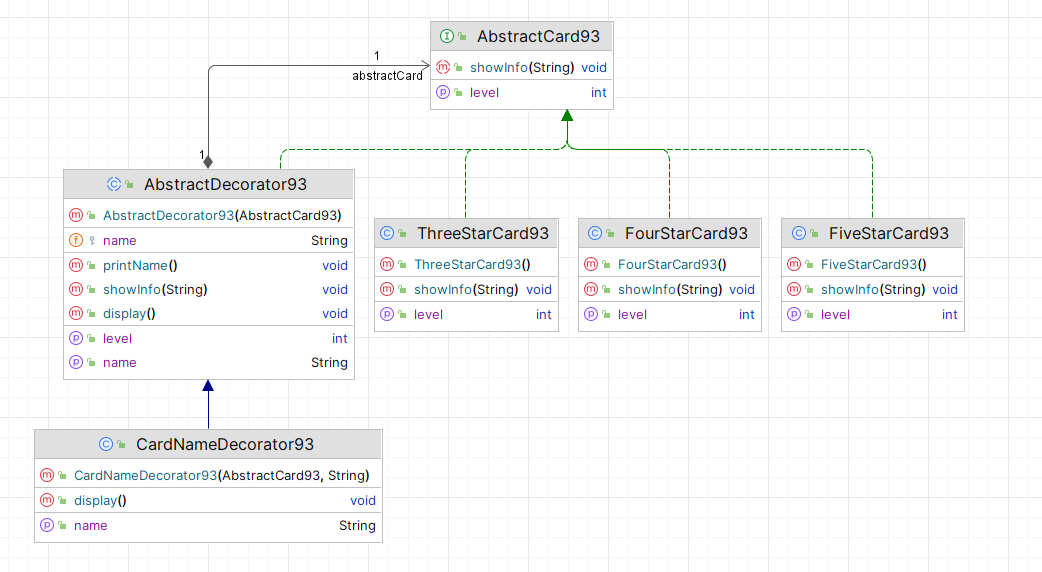 AbstractCard93
showInfo(String) void
level int
1
abstractCard
1
AbstractDecorator93
AbstractDecorator93(AbstractCard93)
name String
printName() void
showInfo(String) void
display() void
level int
name String
ThreeStarCard93
ThreeStarCard93()
showInfo(String) void
level int
FourStarCard93
FourStarCard93()
showInfo(String) void
level int
FiveStarCard93
FiveStarCard93()
showInfo(String) void
level int
CardNameDecorator93
CardNameDecorator93(AbstractCard93, String)
display() void
name String